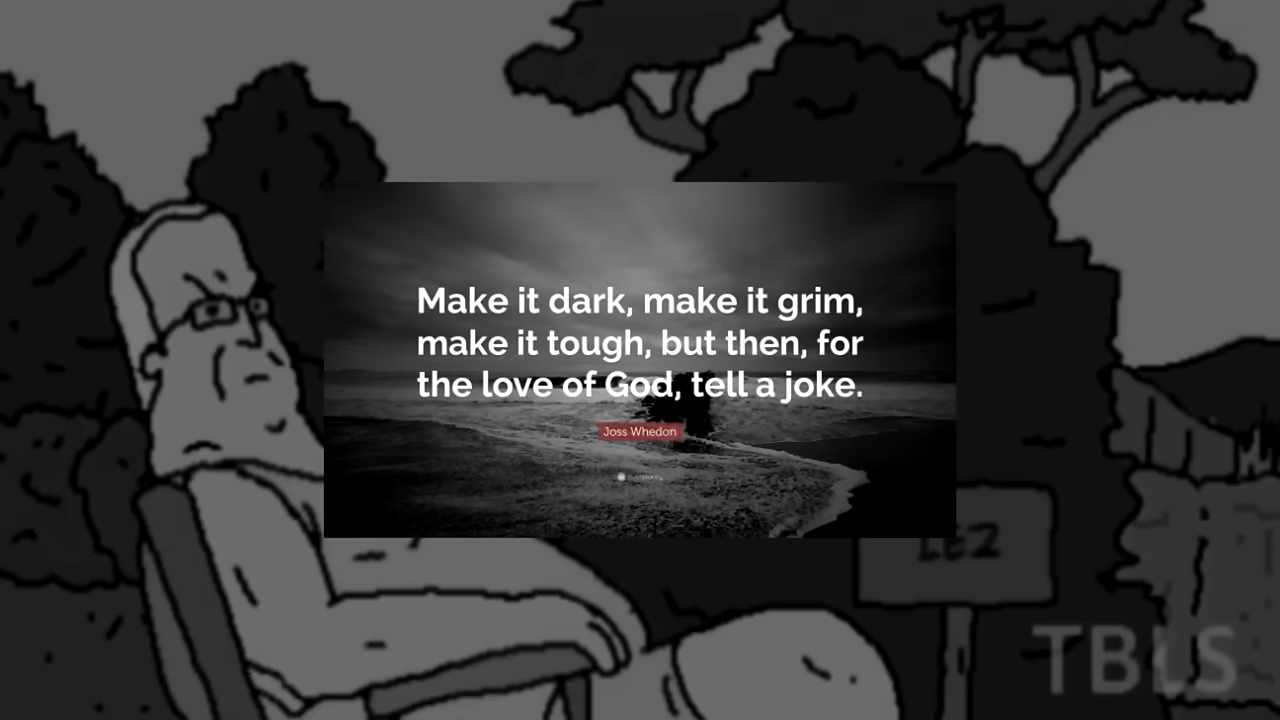 Make it dark, make it grim,
make it tough, but then, for
the love of God, tell a joke.
Joss Whedon
LEZ
TBLS